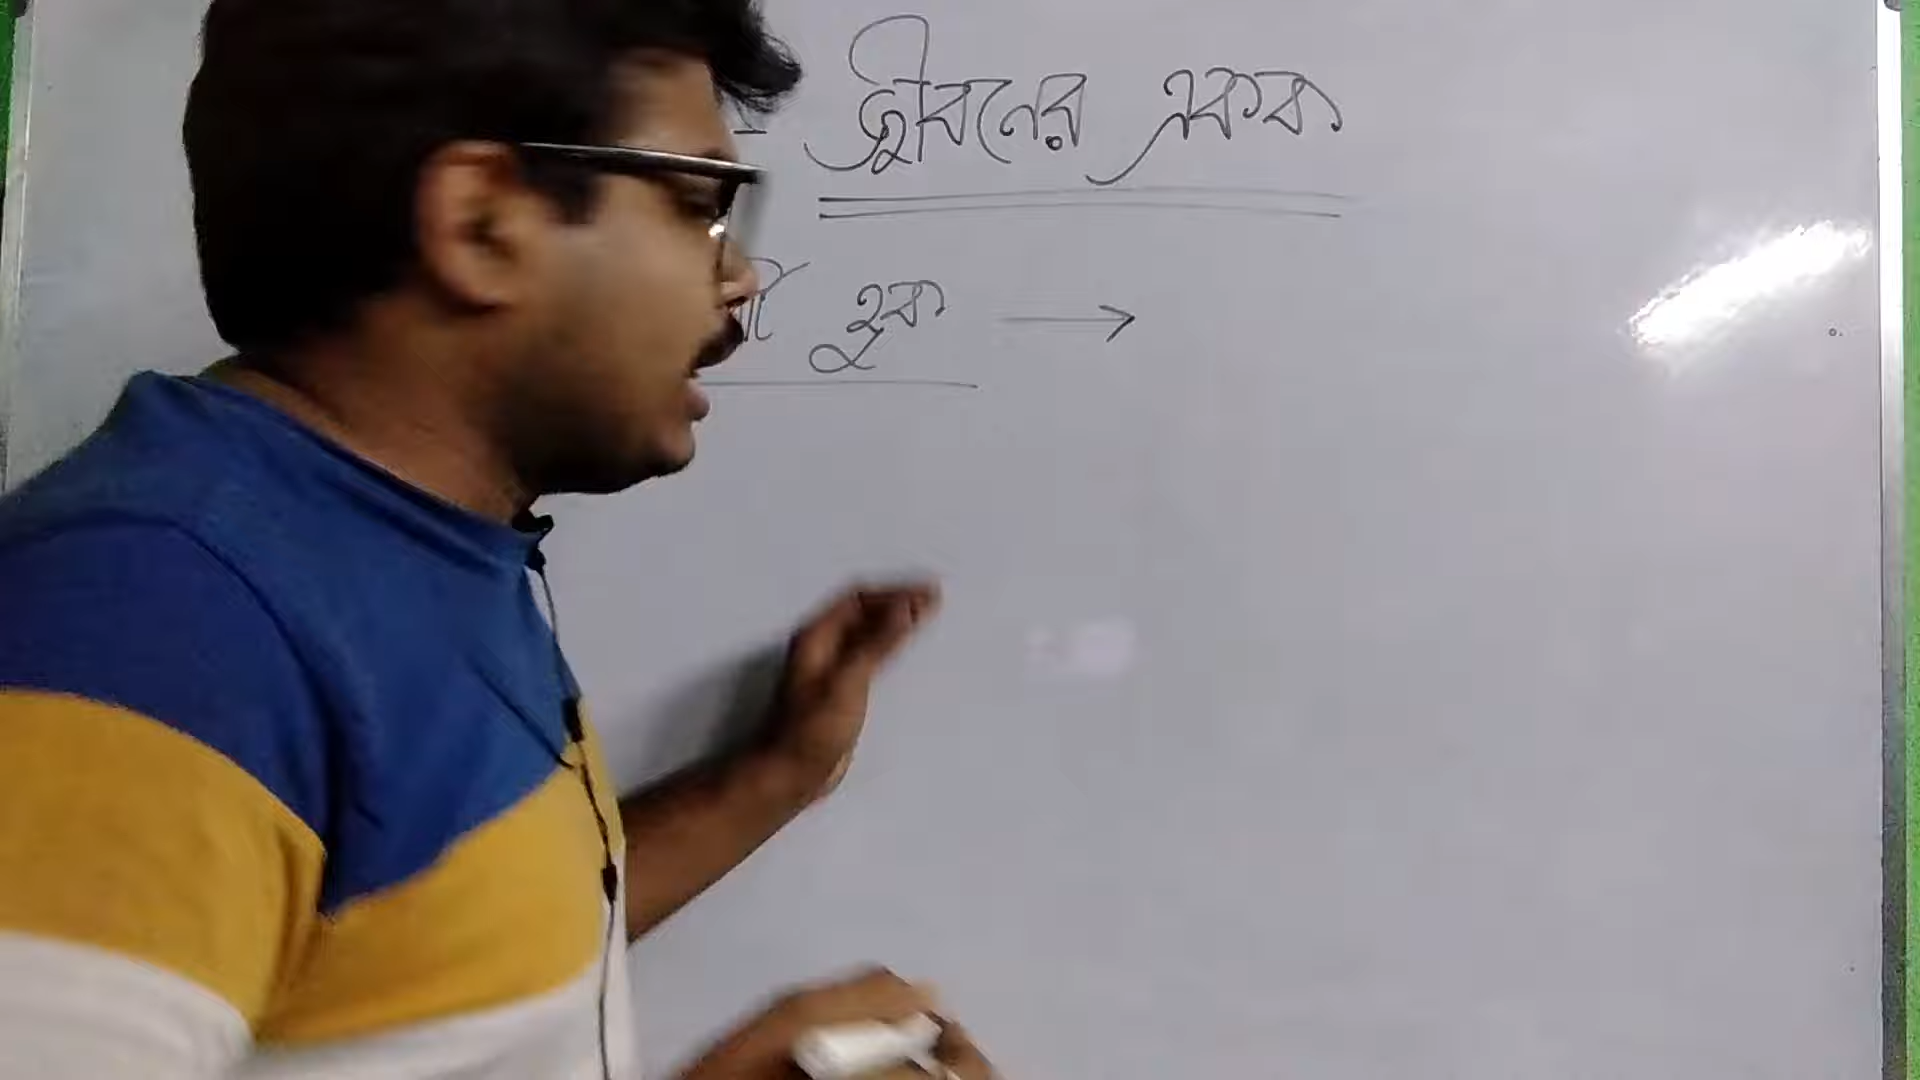 - জীবনের একক
হুক →